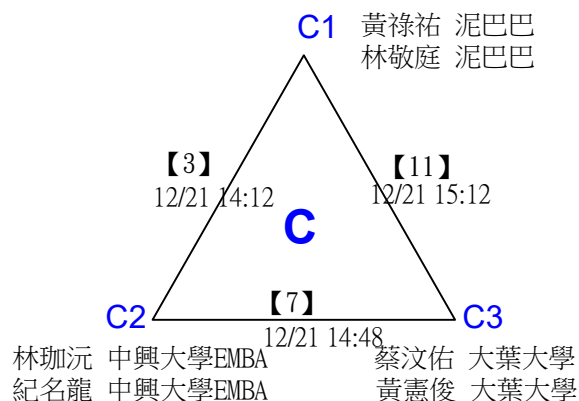 C1 黃祿祐 泥巴巴
林敬庭 泥巴巴
【3】
12/21 14:12
【11】
12/21 15:12
C
【7】
12/21 14:48
C2
C3
林珈沅 中興大學EMBA
紀名龍 中興大學EMBA
蔡汶佑 大葉大學
黃憲俊 大葉大學